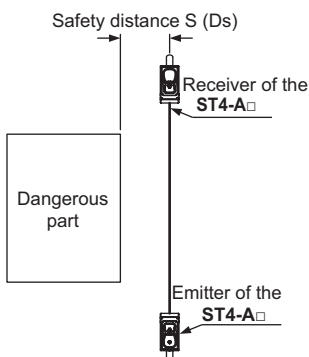 Safety distance S (Ds)
Receiver of the
ST4-A□
Dangerous
part
Emitter of the
ST4-A□